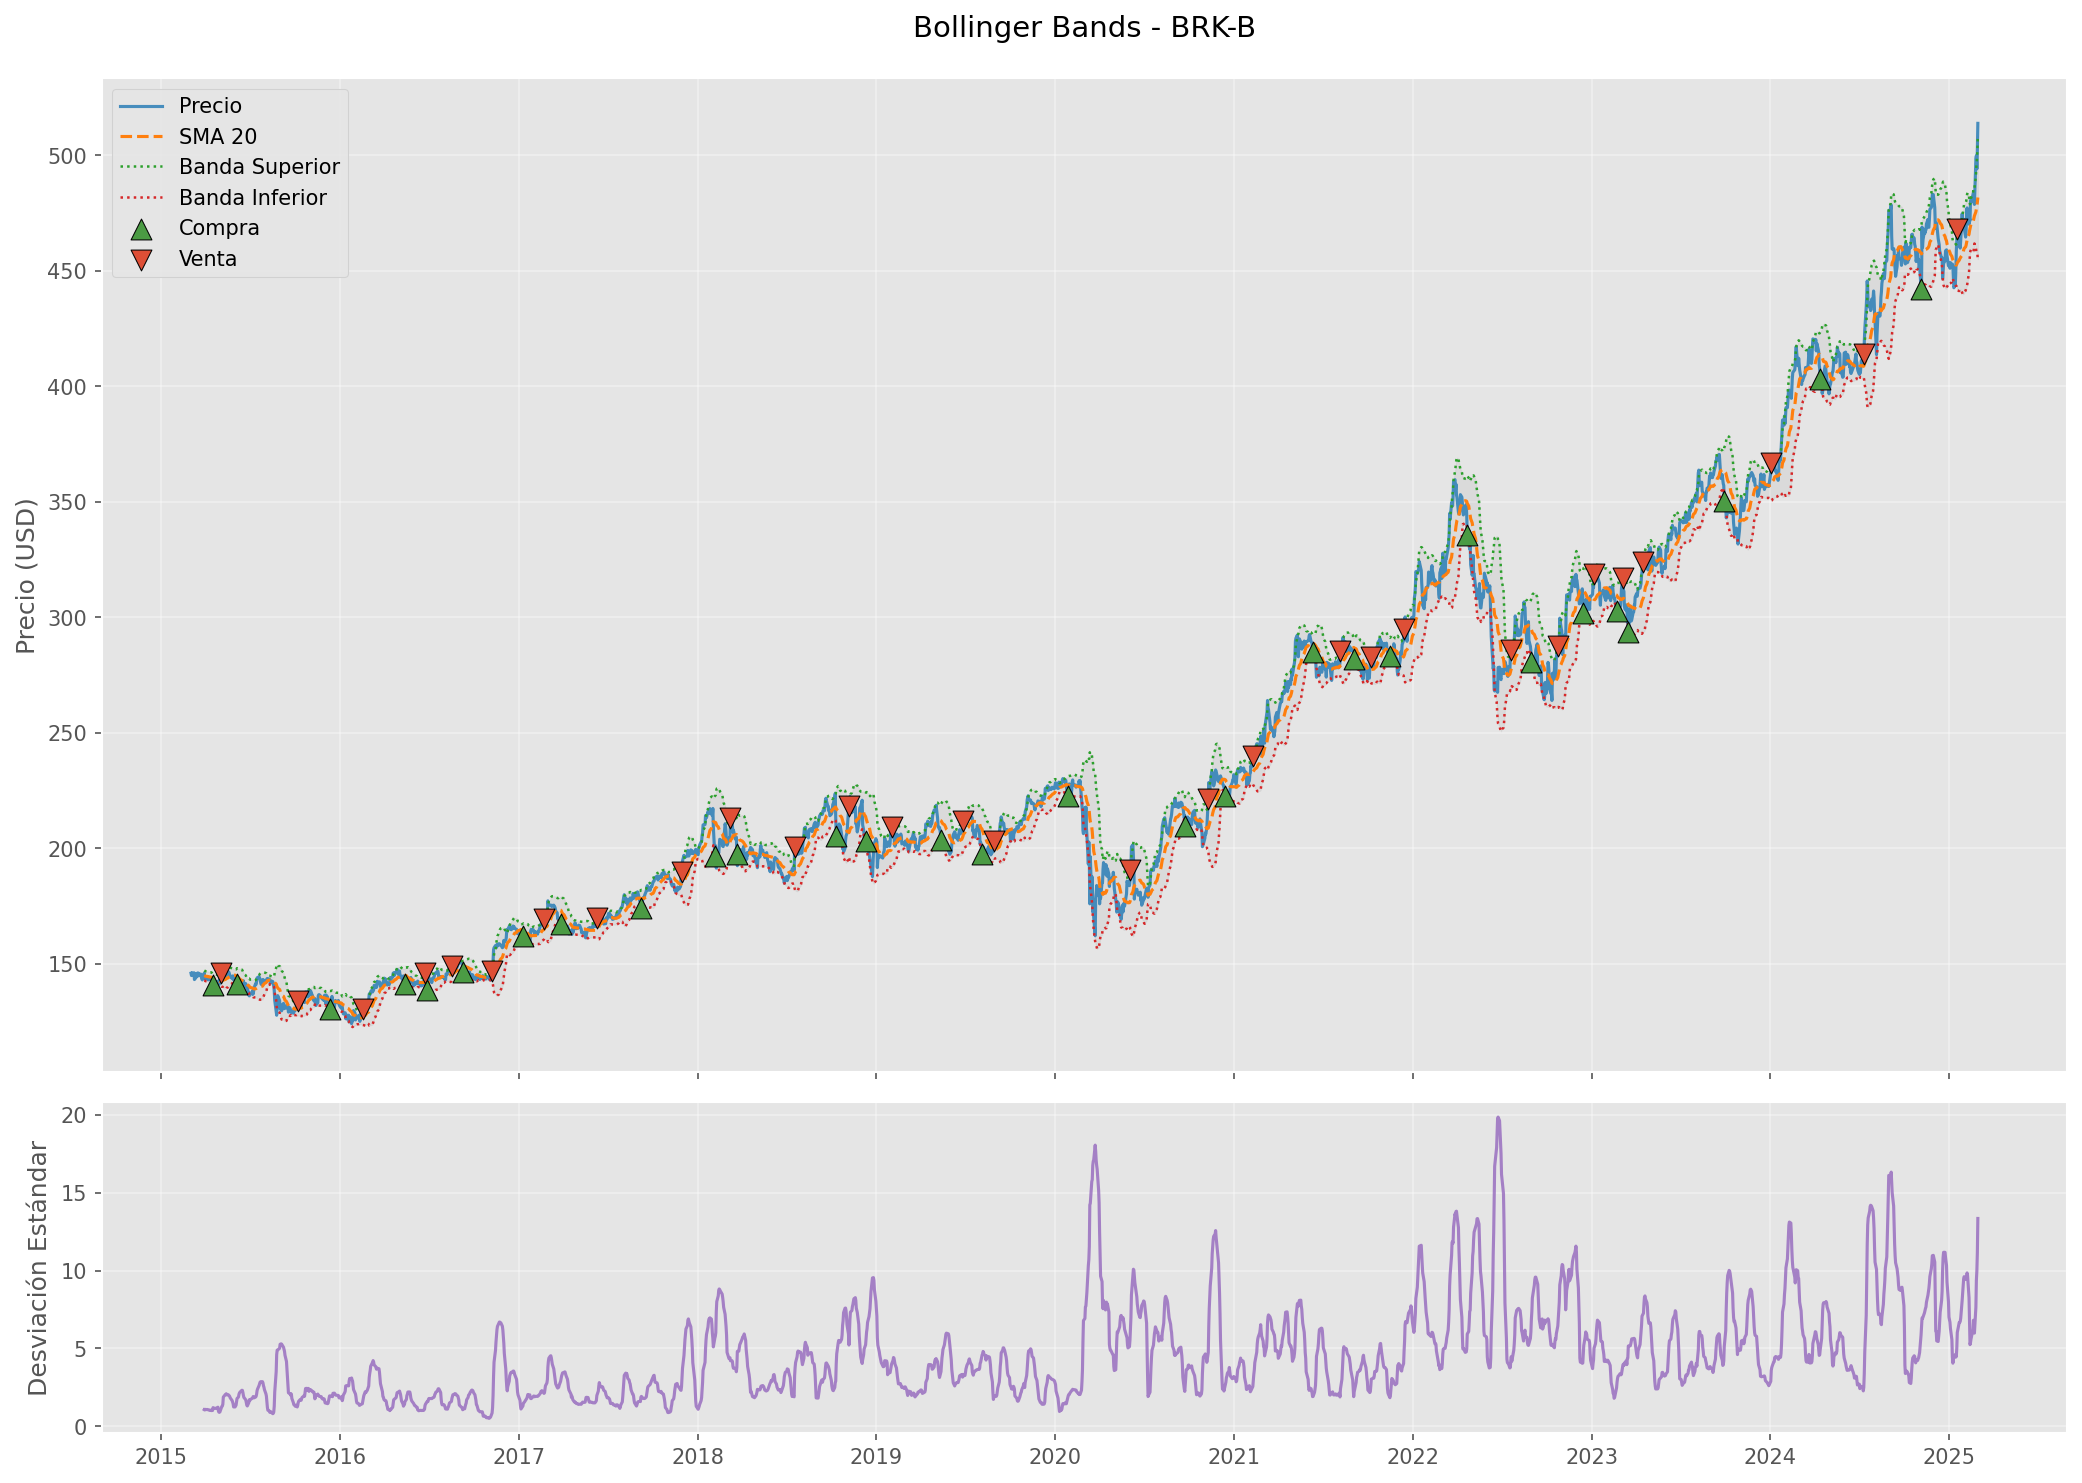 Bollinger Bands - BRK-B
Precio
SMA 20
Banda Superior
Banda Inferior
Compra
Venta
Precio (USD)
500
450
400
350
300
250
200
150
Desviación Estándar
20
15
10
5
0
2015 2016 2017 2018 2019 2020 2021 2022 2023 2024 2025